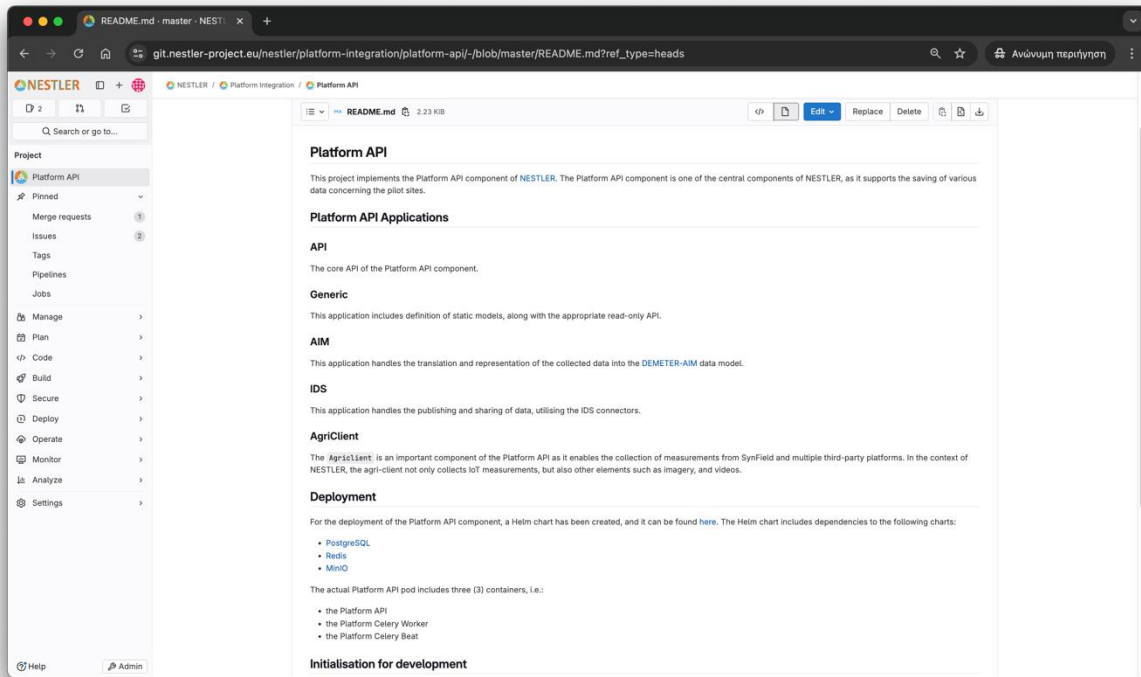 README.md · master · NESTL
git.nestler-project.eu/nestler/platform-integration/platform-api/-/blob/master/README.md?ref_type=heads
Ανώνυμη περιήγηση
NESTLER
NESTLER / Platform Integration / Platform API
2
Search or go to...
Project
Platform API
Pinned
Merge requests 1
Issues 2
Tags
Pipelines
Jobs
Manage
Plan
Code
Build
Secure
Deploy
Operate
Monitor
Analyze
Settings
Help
Admin
README.md 2.23 KiB
Edit Replace Delete
Platform API
This project implements the Platform API component of NESTLER. The Platform API component is one of the central components of NESTLER, as it supports the saving of various
data concerning the pilot sites.
Platform API Applications
API
The core API of the Platform API component.
Generic
This application includes definition of static models, along with the appropriate read-only API.
AIM
This application handles the translation and representation of the collected data into the DEMETER-AIM data model.
IDS
This application handles the publishing and sharing of data, utilising the IDS connectors.
AgriClient
The Agriclient is an important component of the Platform API as it enables the collection of measurements from SynField and multiple third-party platforms. In the context of
NESTLER, the agri-client not only collects IoT measurements, but also other elements such as imagery, and videos.
Deployment
For the deployment of the Platform API component, a Helm chart has been created, and it can be found here. The Helm chart includes dependencies to the following charts:
• PostgreSQL
• Redis
• MinIO
The actual Platform API pod includes three (3) containers, i.e.:
• the Platform API
• the Platform Celery Worker
• the Platform Celery Beat
Initialisation for development